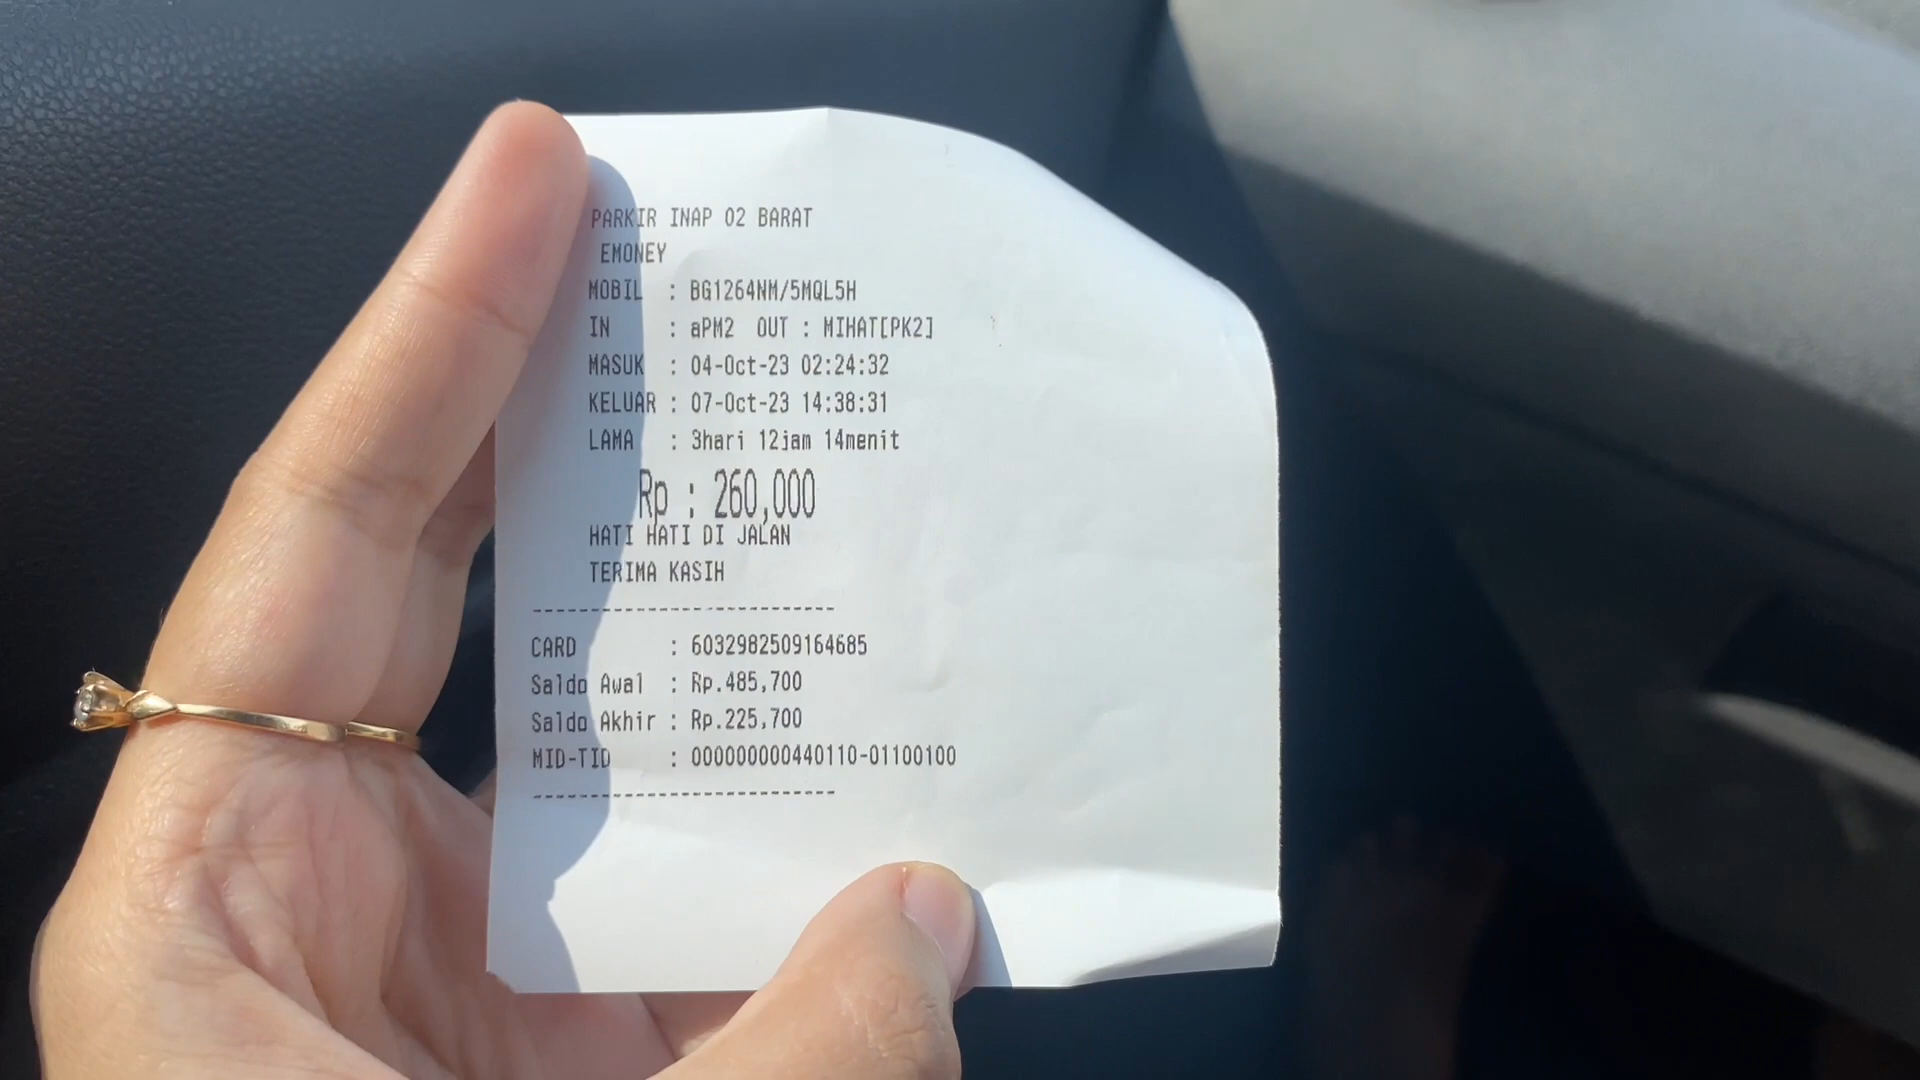 PARKIR INAP 02 BARAT
EMONEY
MOBIL : BG1264NM/5MQL5H
IN : aPM2 OUT : MIHAT[PK2]
MASUK : 04-Oct-23 02:24:32
KELUAR : 07-Oct-23 14:38:31
LAMA : 3hari 12jam 14menit
Rp : 260,000
HATI HATI DI JALAN
TERIMA KASIH
---------------------------
CARD : 6032982509164685
Saldo Awal : Rp.485,700
Saldo Akhir : Rp.225,700
MID-TID : 000000000440110-01100100
---------------------------